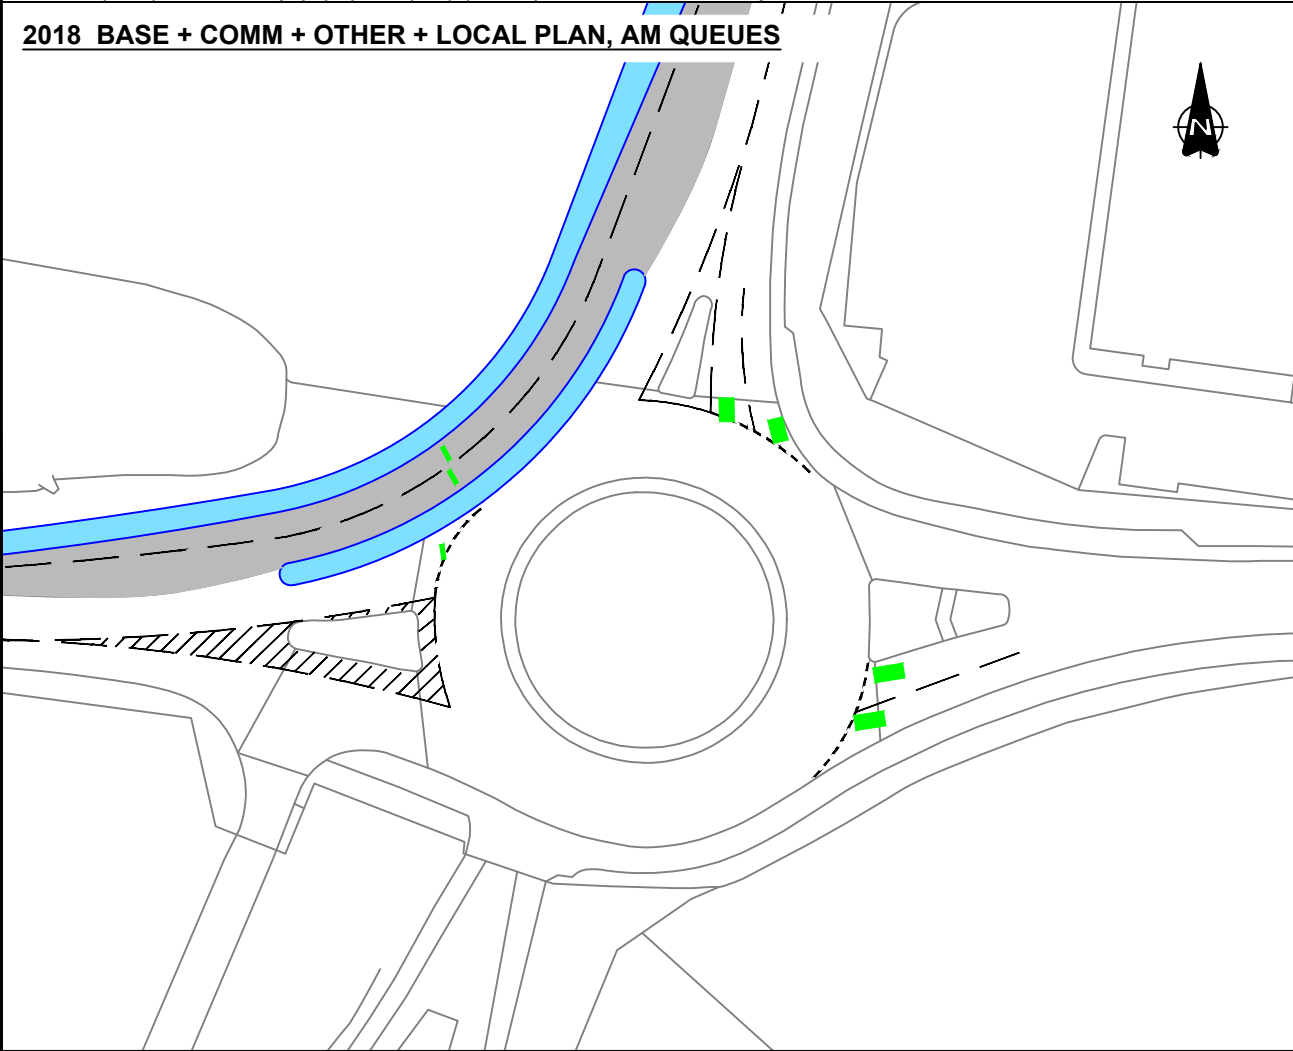 2018 BASE + COMM + OTHER + LOCAL PLAN, AM QUEUES
N